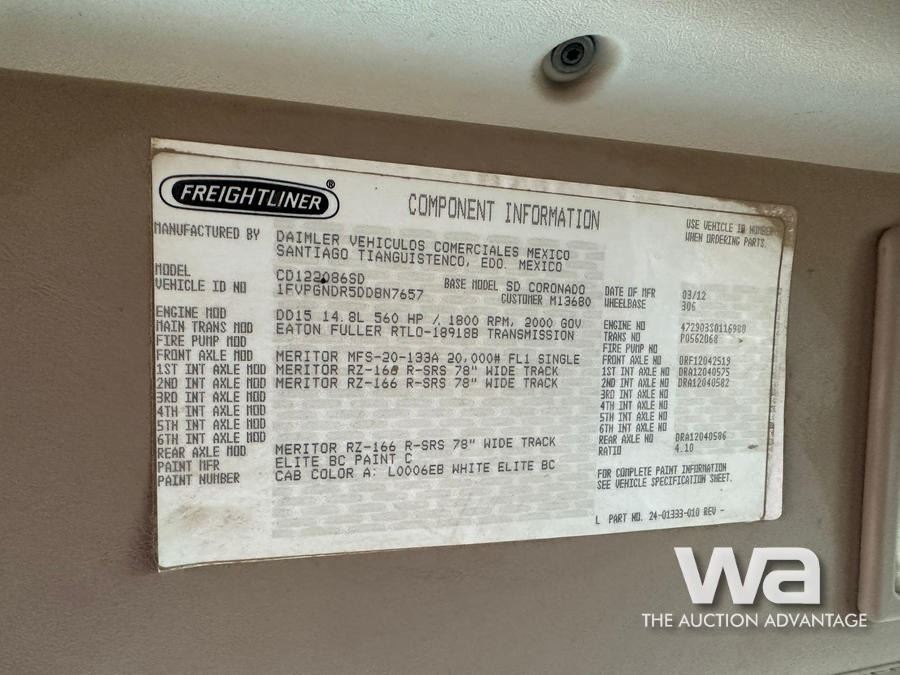 FREIGHTLINER®
COMPONENT INFORMATION
USE VEHICLE ID NUMBER
WHEN ORDERING PARTS.
MANUFACTURED BY DAIMLER VEHICULOS COMERCIALES MEXICO
SANTIAGO TIANGUISTENCO, EDO. MEXICO
MODEL CD122086SD BASE MODEL SD CORONADO DATE OF MFR 03/12
VEHICLE ID NO 1FVPGNDR5DDBN7657 CUSTOMER M13680 WHEELBASE 306
ENGINE MOD DD15 14.8L 560 HP / 1800 RPM, 2000 GOV ENGINE NO 472903S0116980
MAIN TRANS MOD EATON FULLER RTLO-18918B TRANSMISSION TRANS NO P0562068
FIRE PUMP MOD FIRE PUMP NO
FRONT AXLE MOD MERITOR MFS-20-133A 20,000# FL1 SINGLE FRONT AXLE NO DRF12042519
1ST INT AXLE MOD MERITOR RZ-166 R-SRS 78" WIDE TRACK 1ST INT AXLE NO DRA12040575
2ND INT AXLE MOD MERITOR RZ-166 R-SRS 78" WIDE TRACK 2ND INT AXLE NO DRA12040582
3RD INT AXLE MOD 3RD INT AXLE NO
4TH INT AXLE MOD 4TH INT AXLE NO
5TH INT AXLE MOD 5TH INT AXLE NO
6TH INT AXLE MOD 6TH INT AXLE NO
REAR AXLE MOD MERITOR RZ-166 R-SRS 78" WIDE TRACK REAR AXLE NO DRA12040586
PAINT MFR ELITE BC PAINT C RATIO 4.10
PAINT NUMBER CAB COLOR A: L0006EB WHITE ELITE BC
FOR COMPLETE PAINT INFORMATION
SEE VEHICLE SPECIFICATION SHEET.
L PART NO. 24-01333-010 REV -
wa
THE AUCTION ADVANTAGE